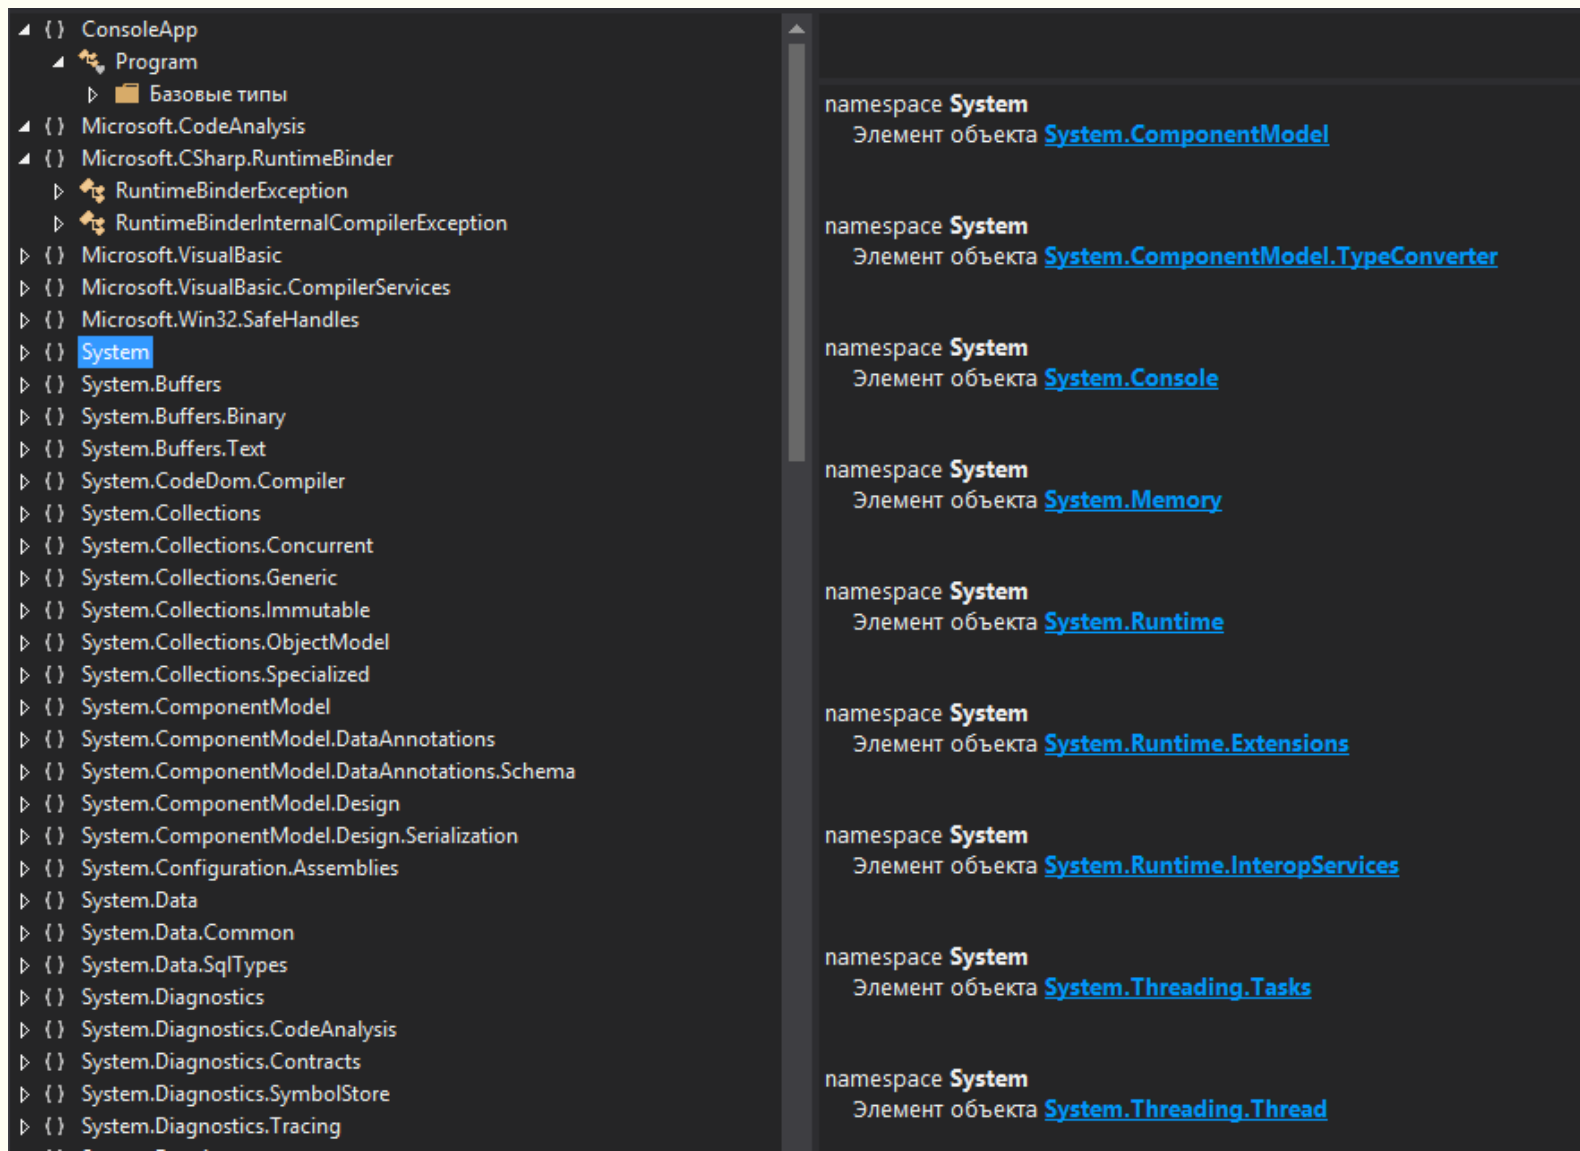 ConsoleApp
Program
Базовые типы
Microsoft.CodeAnalysis
Microsoft.CSharp.RuntimeBinder
RuntimeBinderException
RuntimeBinderInternalCompilerException
Microsoft.VisualBasic
Microsoft.VisualBasic.CompilerServices
Microsoft.Win32.SafeHandles
System
System.Buffers
System.Buffers.Binary
System.Buffers.Text
System.CodeDom.Compiler
System.Collections
System.Collections.Concurrent
System.Collections.Generic
System.Collections.Immutable
System.Collections.ObjectModel
System.Collections.Specialized
System.ComponentModel
System.ComponentModel.DataAnnotations
System.ComponentModel.DataAnnotations.Schema
System.ComponentModel.Design
System.ComponentModel.Design.Serialization
System.Configuration.Assemblies
System.Data
System.Data.Common
System.Data.SqlTypes
System.Diagnostics
System.Diagnostics.CodeAnalysis
System.Diagnostics.Contracts
System.Diagnostics.SymbolStore
System.Diagnostics.Tracing
namespace System
Элемент объекта System.ComponentModel
namespace System
Элемент объекта System.ComponentModel.TypeConverter
namespace System
Элемент объекта System.Console
namespace System
Элемент объекта System.Memory
namespace System
Элемент объекта System.Runtime
namespace System
Элемент объекта System.Runtime.Extensions
namespace System
Элемент объекта System.Runtime.InteropServices
namespace System
Элемент объекта System.Threading.Tasks
namespace System
Элемент объекта System.Threading.Thread